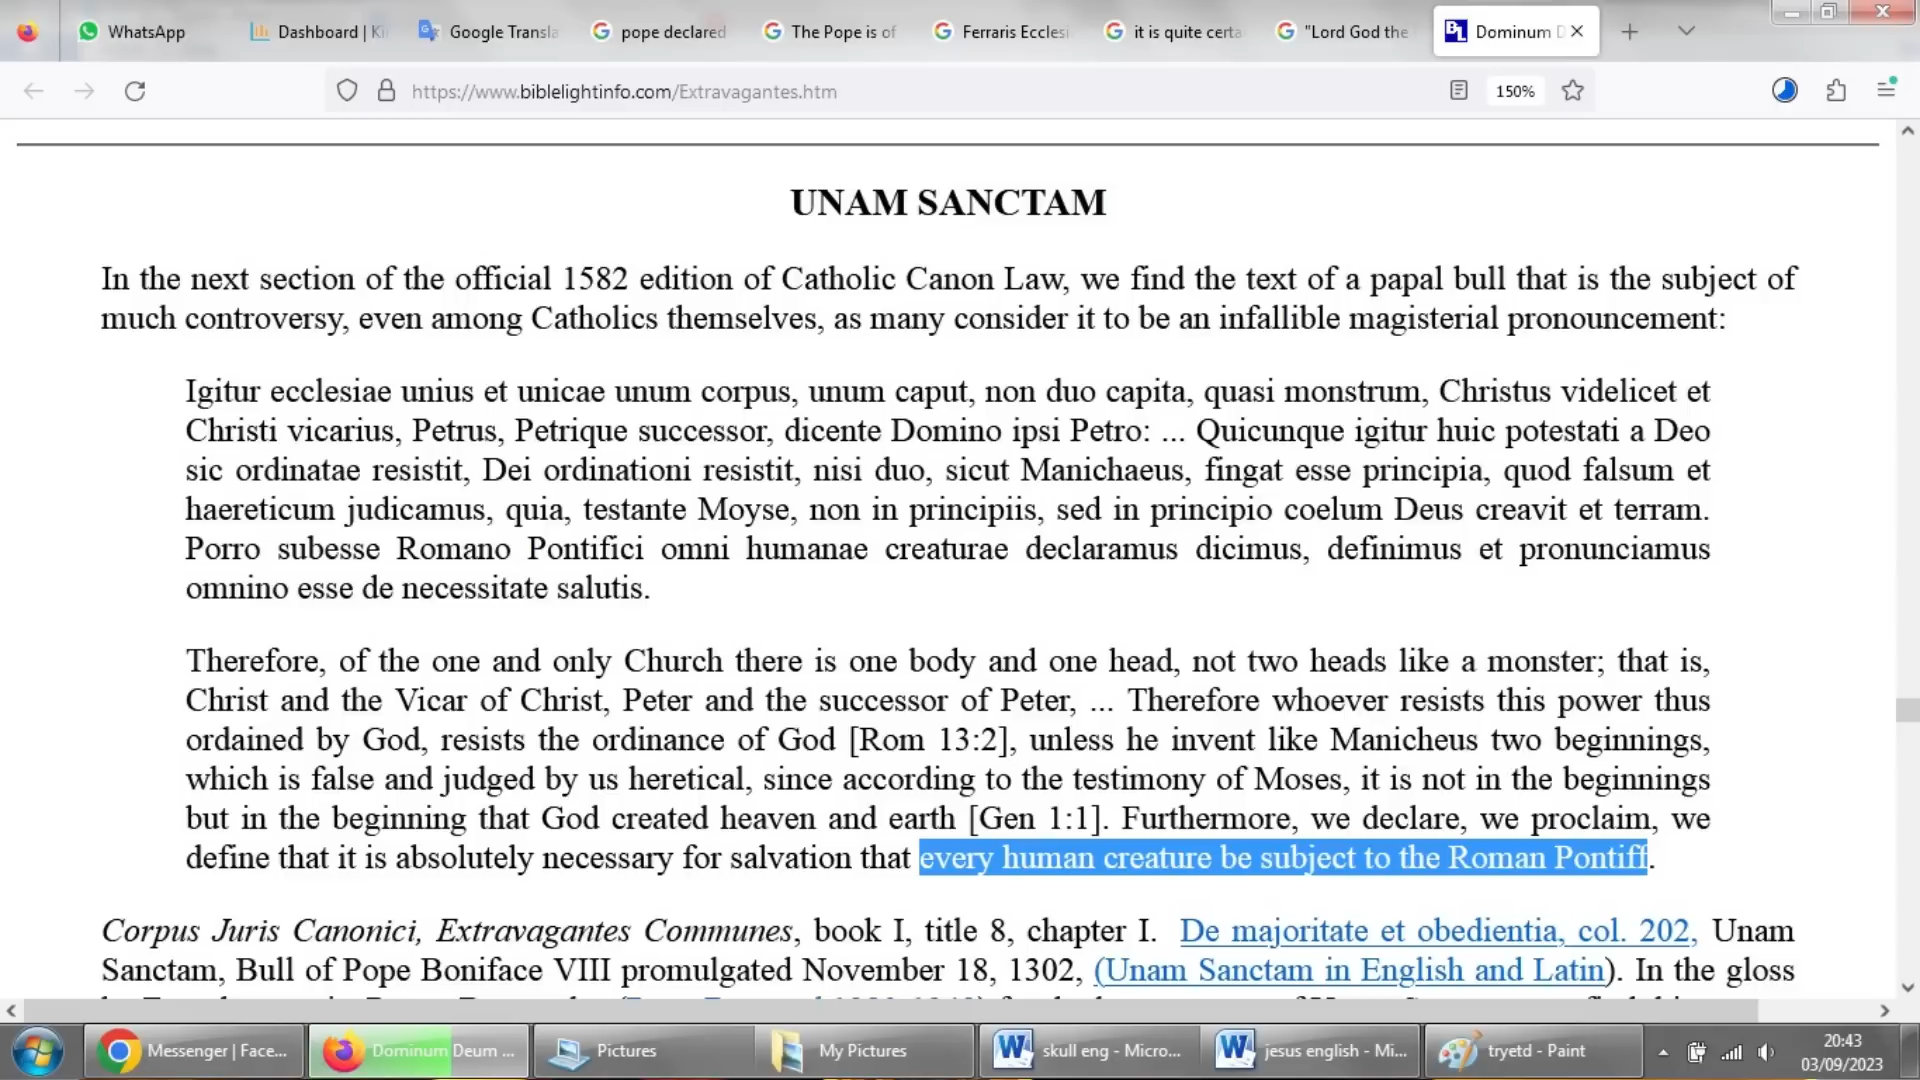 WhatsApp
Dashboard | Ki
Google Transla
pope declared
The Pope is of
Ferraris Ecclesi
it is quite certa
"Lord God the
Dominum D
https://www.biblelightinfo.com/Extravagantes.htm
150%
UNAM SANCTAM
In the next section of the official 1582 edition of Catholic Canon Law, we find the text of a papal bull that is the subject of
much controversy, even among Catholics themselves, as many consider it to be an infallible magisterial pronouncement:
Igitur ecclesiae unius et unicae unum corpus, unum caput, non duo capita, quasi monstrum, Christus videlicet et
Christi vicarius, Petrus, Petrique successor, dicente Domino ipsi Petro: ... Quicunque igitur huic potestati a Deo
sic ordinatae resistit, Dei ordinationi resistit, nisi duo, sicut Manichaeus, fingat esse principia, quod falsum et
haereticum judicamus, quia, testante Moyse, non in principiis, sed in principio coelum Deus creavit et terram.
Porro subesse Romano Pontifici omni humanae creaturae declaramus dicimus, definimus et pronunciamus
omnino esse de necessitate salutis.
Therefore, of the one and only Church there is one body and one head, not two heads like a monster; that is,
Christ and the Vicar of Christ, Peter and the successor of Peter, ... Therefore whoever resists this power thus
ordained by God, resists the ordinance of God [Rom 13:2], unless he invent like Manicheus two beginnings,
which is false and judged by us heretical, since according to the testimony of Moses, it is not in the beginnings
but in the beginning that God created heaven and earth [Gen 1:1]. Furthermore, we declare, we proclaim, we
define that it is absolutely necessary for salvation that every human creature be subject to the Roman Pontiff.
Corpus Juris Canonici, Extravagantes Communes, book I, title 8, chapter I. De majoritate et obedientia, col. 202, Unam
Sanctam, Bull of Pope Boniface VIII promulgated November 18, 1302, (Unam Sanctam in English and Latin). In the gloss
Messenger | Face...
Dominum Deum ...
Pictures
My Pictures
skull eng - Micro...
jesus english - Mi...
tryetd - Paint
20:43
03/09/2023